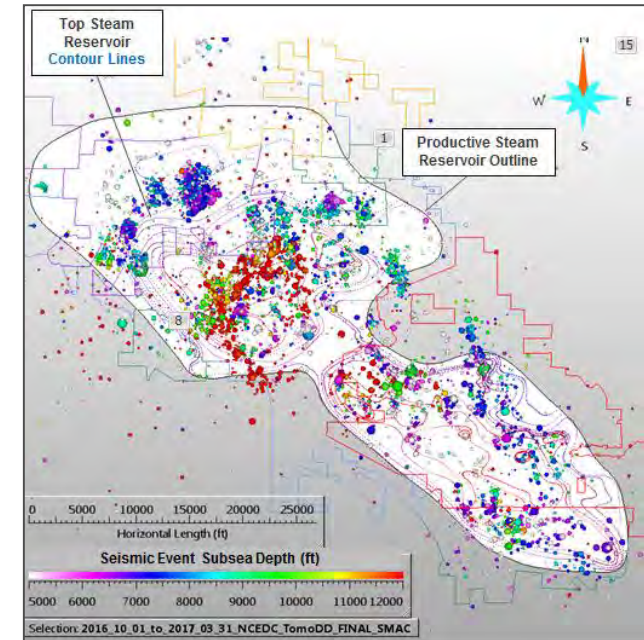 Top Steam
Reservoir
Contour Lines
15
N
W
E
S
1
Productive Steam
Reservoir Outline
8
0 5000 10000 15000 20000 25000
Horizontal Length (ft)
Seismic Event Subsea Depth (ft)
5000 6000 7000 8000 9000 10000 11000 12000
Selection: 2016_10_01_to_2017_03_31_NCEDC_TomoDD_FINAL_SMAC